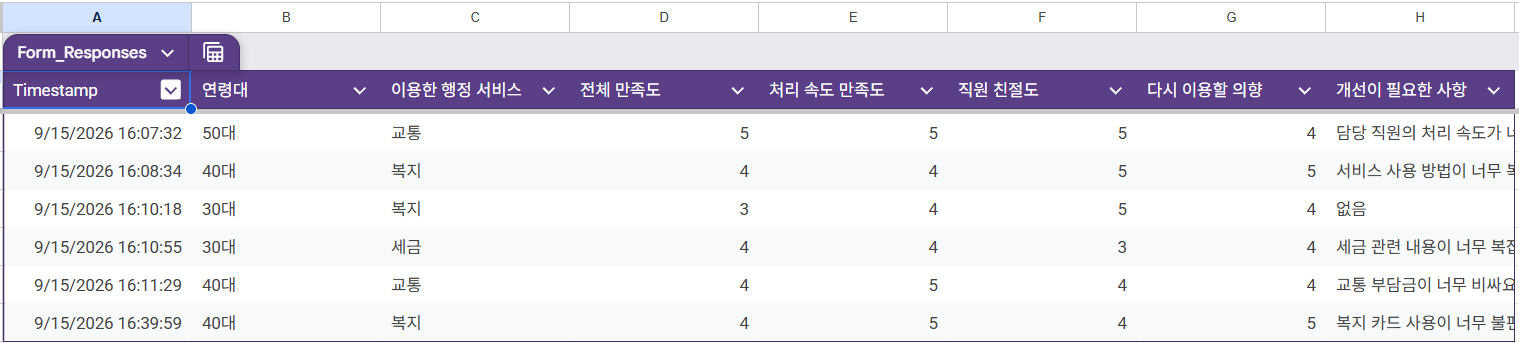 A B C D E F G H
Form_Responses
Timestamp 연령대 이용한 행정 서비스 전체 만족도 처리 속도 만족도 직원 친절도 다시 이용할 의향 개선이 필요한 사항
9/15/2026 16:07:32 50대 교통 5 5 5 4 담당 직원의 처리 속도가
9/15/2026 16:08:34 40대 복지 4 4 5 5 서비스 사용 방법이 너무
9/15/2026 16:10:18 30대 복지 3 4 5 4 없음
9/15/2026 16:10:55 30대 세금 4 4 3 4 세금 관련 내용이 너무
9/15/2026 16:11:29 40대 교통 4 5 4 4 교통 부담금이 너무 비싸요
9/15/2026 16:39:59 40대 복지 4 5 4 5 복지 카드 사용이 너무